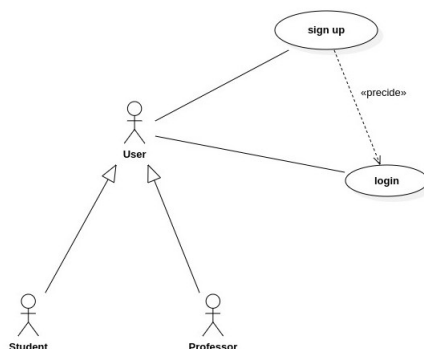 sign up
«precide»
User
login
Student
Professor